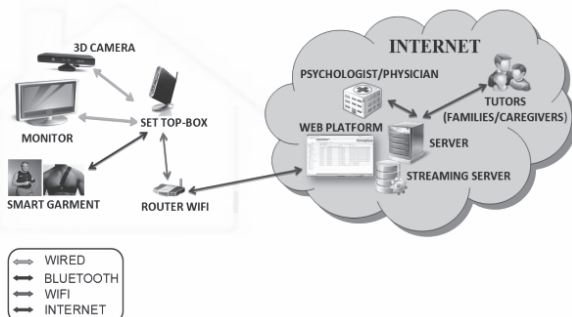 3D CAMERA
MONITOR
SET TOP-BOX
SMART GARMENT
ROUTER WIFI
INTERNET
PSYCHOLOGIST/PHYSICIAN
TUTORS
(FAMILIES/CAREGIVERS)
WEB PLATFORM
SERVER
STREAMING SERVER
WIRED
BLUETOOTH
WIFI
INTERNET